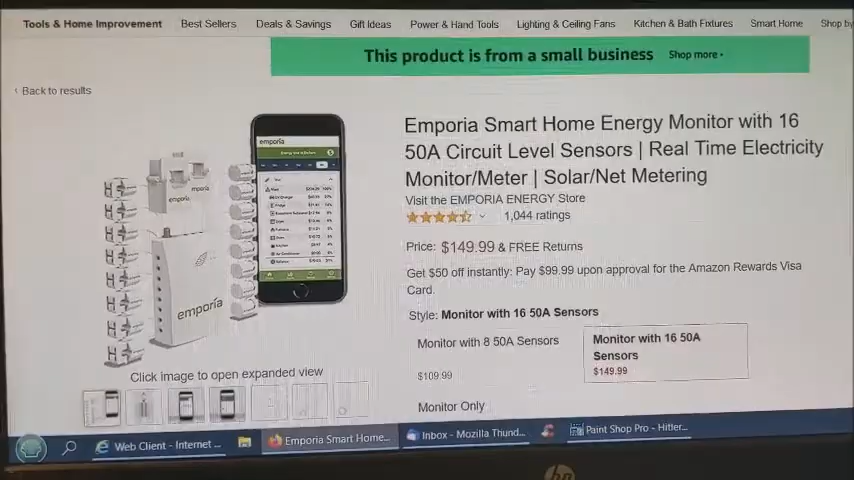 Tools & Home Improvement Best Sellers Deals & Savings Gift Ideas Power & Hand Tools Lighting & Ceiling Fans Kitchen & Bath Fixtures Smart Home Shop by
This product is from a small business Shop more
‹ Back to results
Emporia Smart Home Energy Monitor with 16
50A Circuit Level Sensors | Real Time Electricity
Monitor/Meter | Solar/Net Metering
Visit the EMPORIA ENERGY Store
1,044 ratings
Price: $149.99 & FREE Returns
Get $50 off instantly: Pay $99.99 upon approval for the Amazon Rewards Visa
Card.
Style: Monitor with 16 50A Sensors
Monitor with 8 50A Sensors
$109.99
Monitor with 16 50A
Sensors
$149.99
Monitor Only
emporia
emporia
emporia
emporia
Click image to open expanded view
Web Client - Internet ...
Emporia Smart Home...
Inbox - Mozilla Thund...
Paint Shop Pro - Hitler...
hp